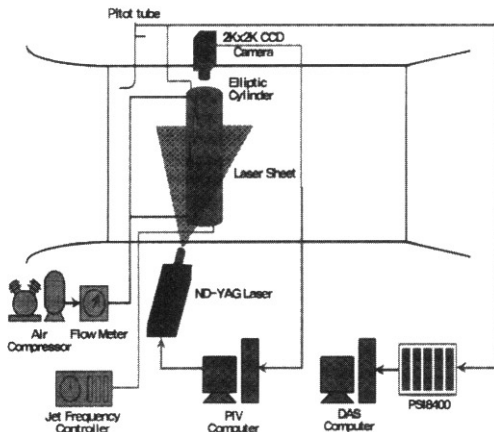 Pitot tube
2Kx2K CCD
Camera
Elliptic
Cylinder
Laser Sheet
ND-YAG Laser
Air
Compressor
Flow Meter
Jet Frequency
Controller
PIV
Computer
DAS
Computer
PSI8400